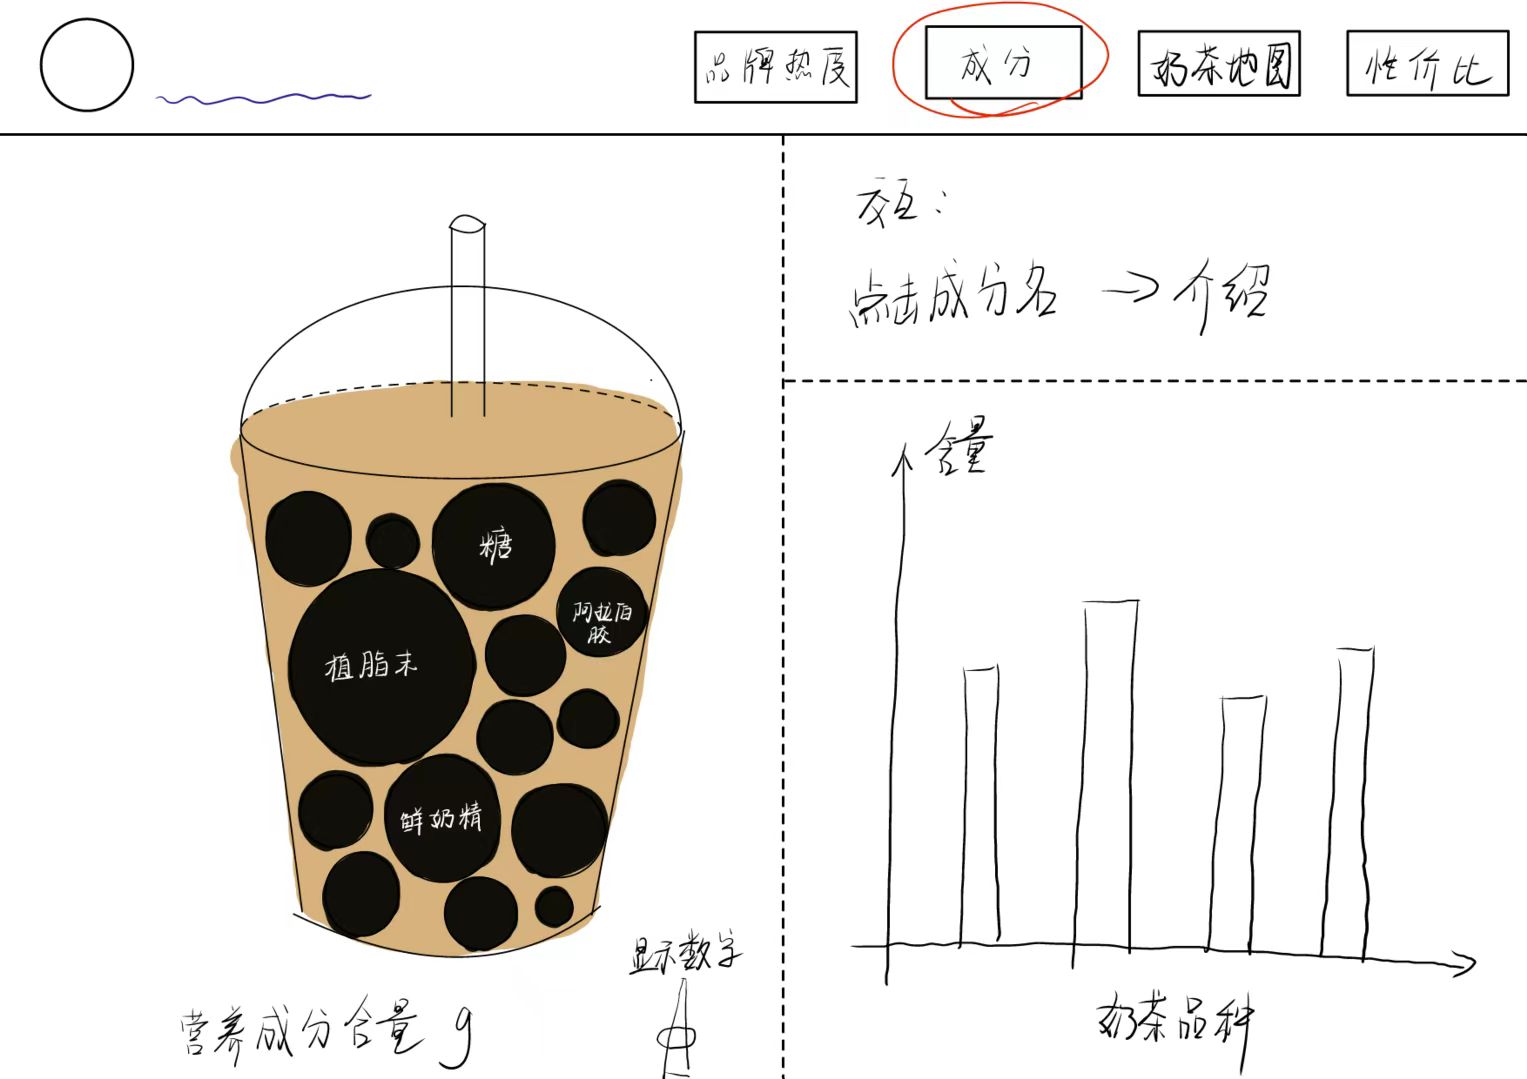 品牌热度
成分
奶茶地图
性价比
交互：
点击成分名 → 介绍
糖
阿拉伯
胶
植脂末
鲜奶精
含量
显示数字
营养成分含量 g
奶茶品种